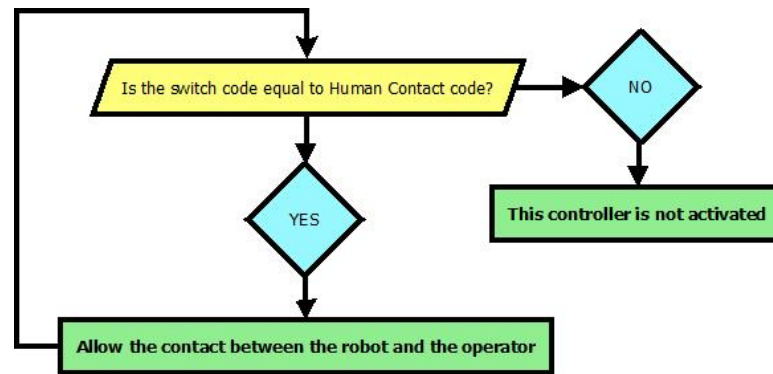 Is the switch code equal to Human Contact code?
NO
YES
This controller is not activated
Allow the contact between the robot and the operator